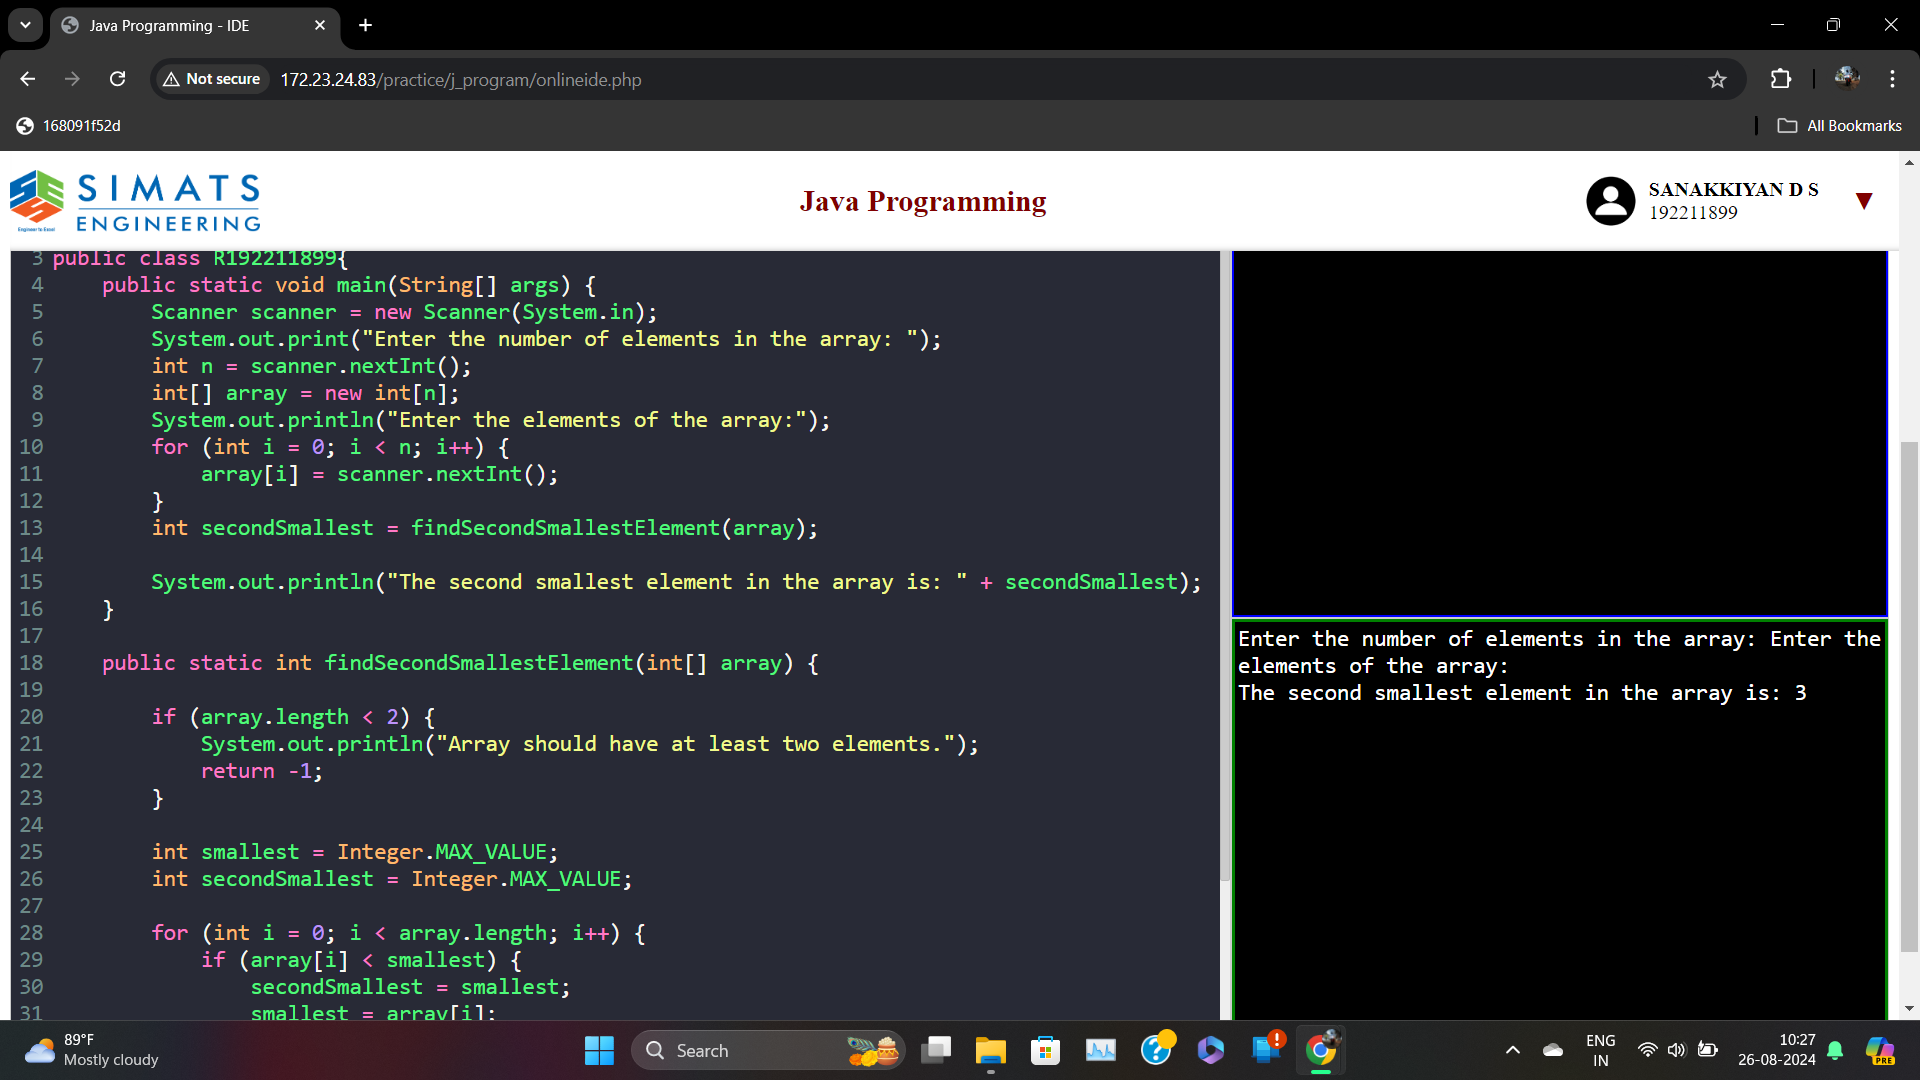 Java Programming - IDE
Not secure
172.23.24.83/practice/j_program/onlineide.php
168091f52d
All Bookmarks
SIMATS
ENGINEERING
Engineer to Excel
Java Programming
SANAKKIYAN D S
192211899
3 public class R192211899{
4     public static void main(String[] args) {
5         Scanner scanner = new Scanner(System.in);
6         System.out.print("Enter the number of elements in the array: ");
7         int n = scanner.nextInt();
8         int[] array = new int[n];
9         System.out.println("Enter the elements of the array:");
10         for (int i = 0; i < n; i++) {
11             array[i] = scanner.nextInt();
12         }
13         int secondSmallest = findSecondSmallestElement(array);
14
15         System.out.println("The second smallest element in the array is: " + secondSmallest);
16     }
17
18     public static int findSecondSmallestElement(int[] array) {
19
20         if (array.length < 2) {
21             System.out.println("Array should have at least two elements.");
22             return -1;
23         }
24
25         int smallest = Integer.MAX_VALUE;
26         int secondSmallest = Integer.MAX_VALUE;
27
28         for (int i = 0; i < array.length; i++) {
29             if (array[i] < smallest) {
30                 secondSmallest = smallest;
31                 smallest = array[i];
Enter the number of elements in the array: Enter the
elements of the array:
The second smallest element in the array is: 3
89°F
Mostly cloudy
Search
PRE
ENG
IN
10:27
26-08-2024